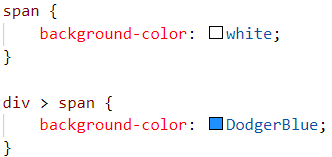 span {
    background-color: white;
}

div > span {
    background-color: DodgerBlue;
}